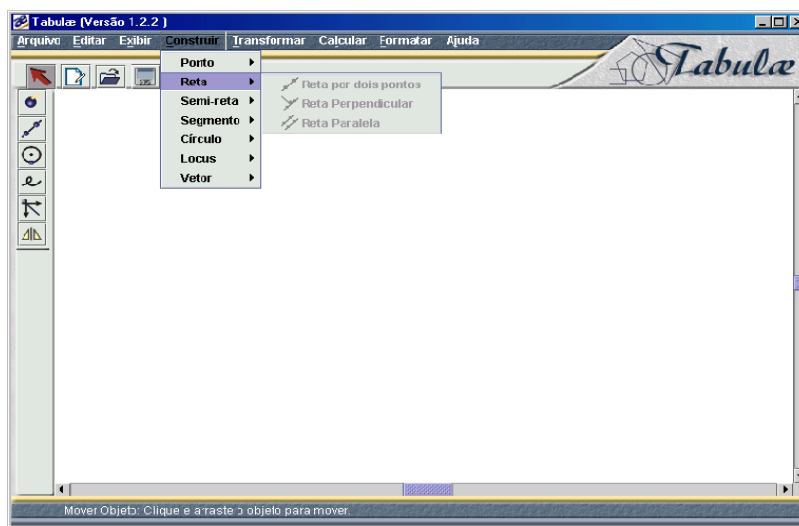 Tabulæ (Versão 1.2.2 )
Arquivo Editar Exibir Construir Transformar Calcular Formatar Ajuda
Tabulæ
Ponto
Reta
Reta por dois pontos
Semi-reta
Reta Perpendicular
Segmento
Reta Paralela
Círculo
Locus
Vetor
Mover Objeto: Clique e arraste o objeto para mover.